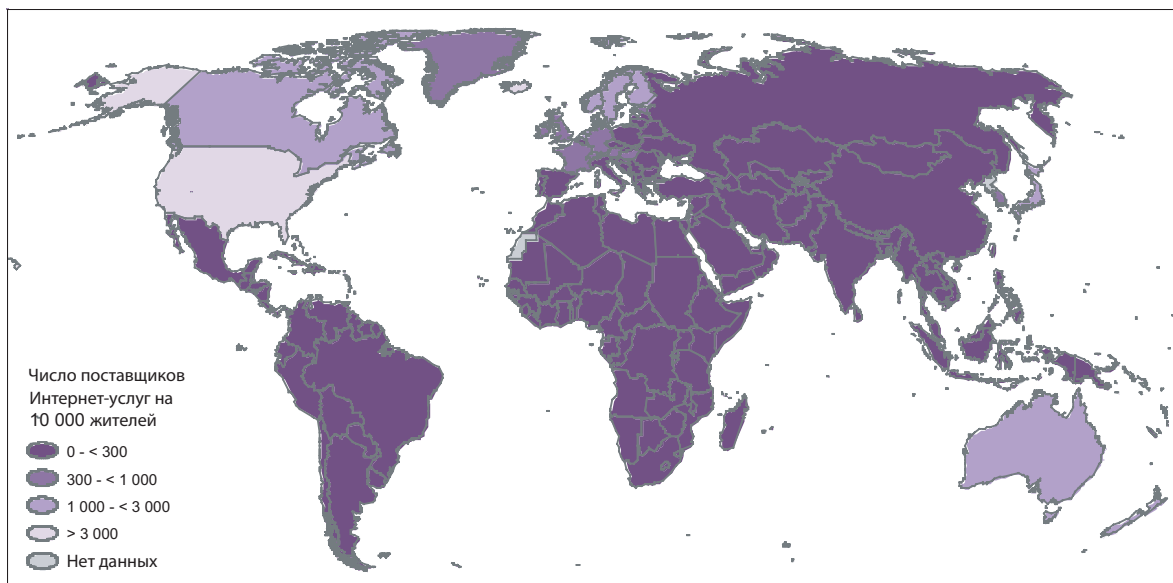 Число поставщиков
Интернет-услуг на
10 000 жителей
0 - < 300
300 - < 1 000
1 000 - < 3 000
> 3 000
Нет данных